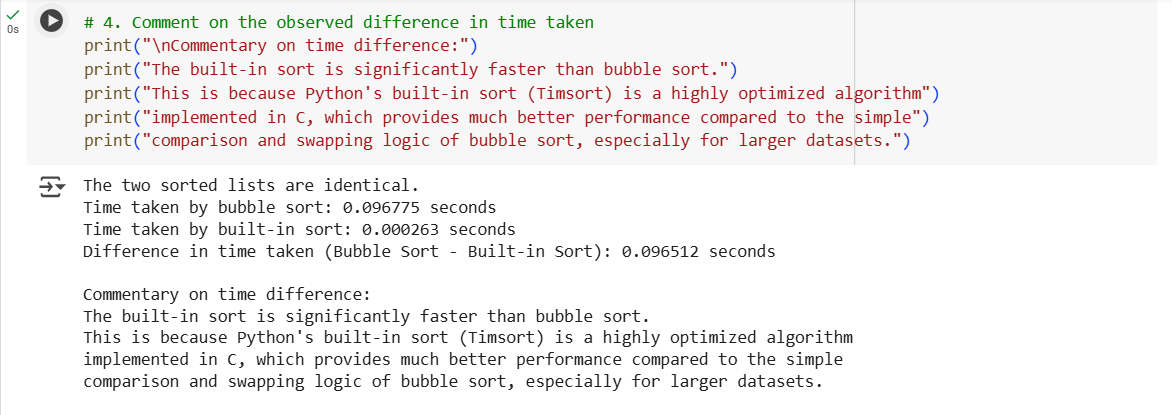 # 4. Comment on the observed difference in time taken
print("\nCommentary on time difference:")
print("The built-in sort is significantly faster than bubble sort.")
print("This is because Python's built-in sort (Timsort) is a highly optimized algorithm")
print("implemented in C, which provides much better performance compared to the simple")
print("comparison and swapping logic of bubble sort, especially for larger datasets.")
0s
The two sorted lists are identical.
Time taken by bubble sort: 0.096775 seconds
Time taken by built-in sort: 0.000263 seconds
Difference in time taken (Bubble Sort - Built-in Sort): 0.096512 seconds
Commentary on time difference:
The built-in sort is significantly faster than bubble sort.
This is because Python's built-in sort (Timsort) is a highly optimized algorithm
implemented in C, which provides much better performance compared to the simple
comparison and swapping logic of bubble sort, especially for larger datasets.